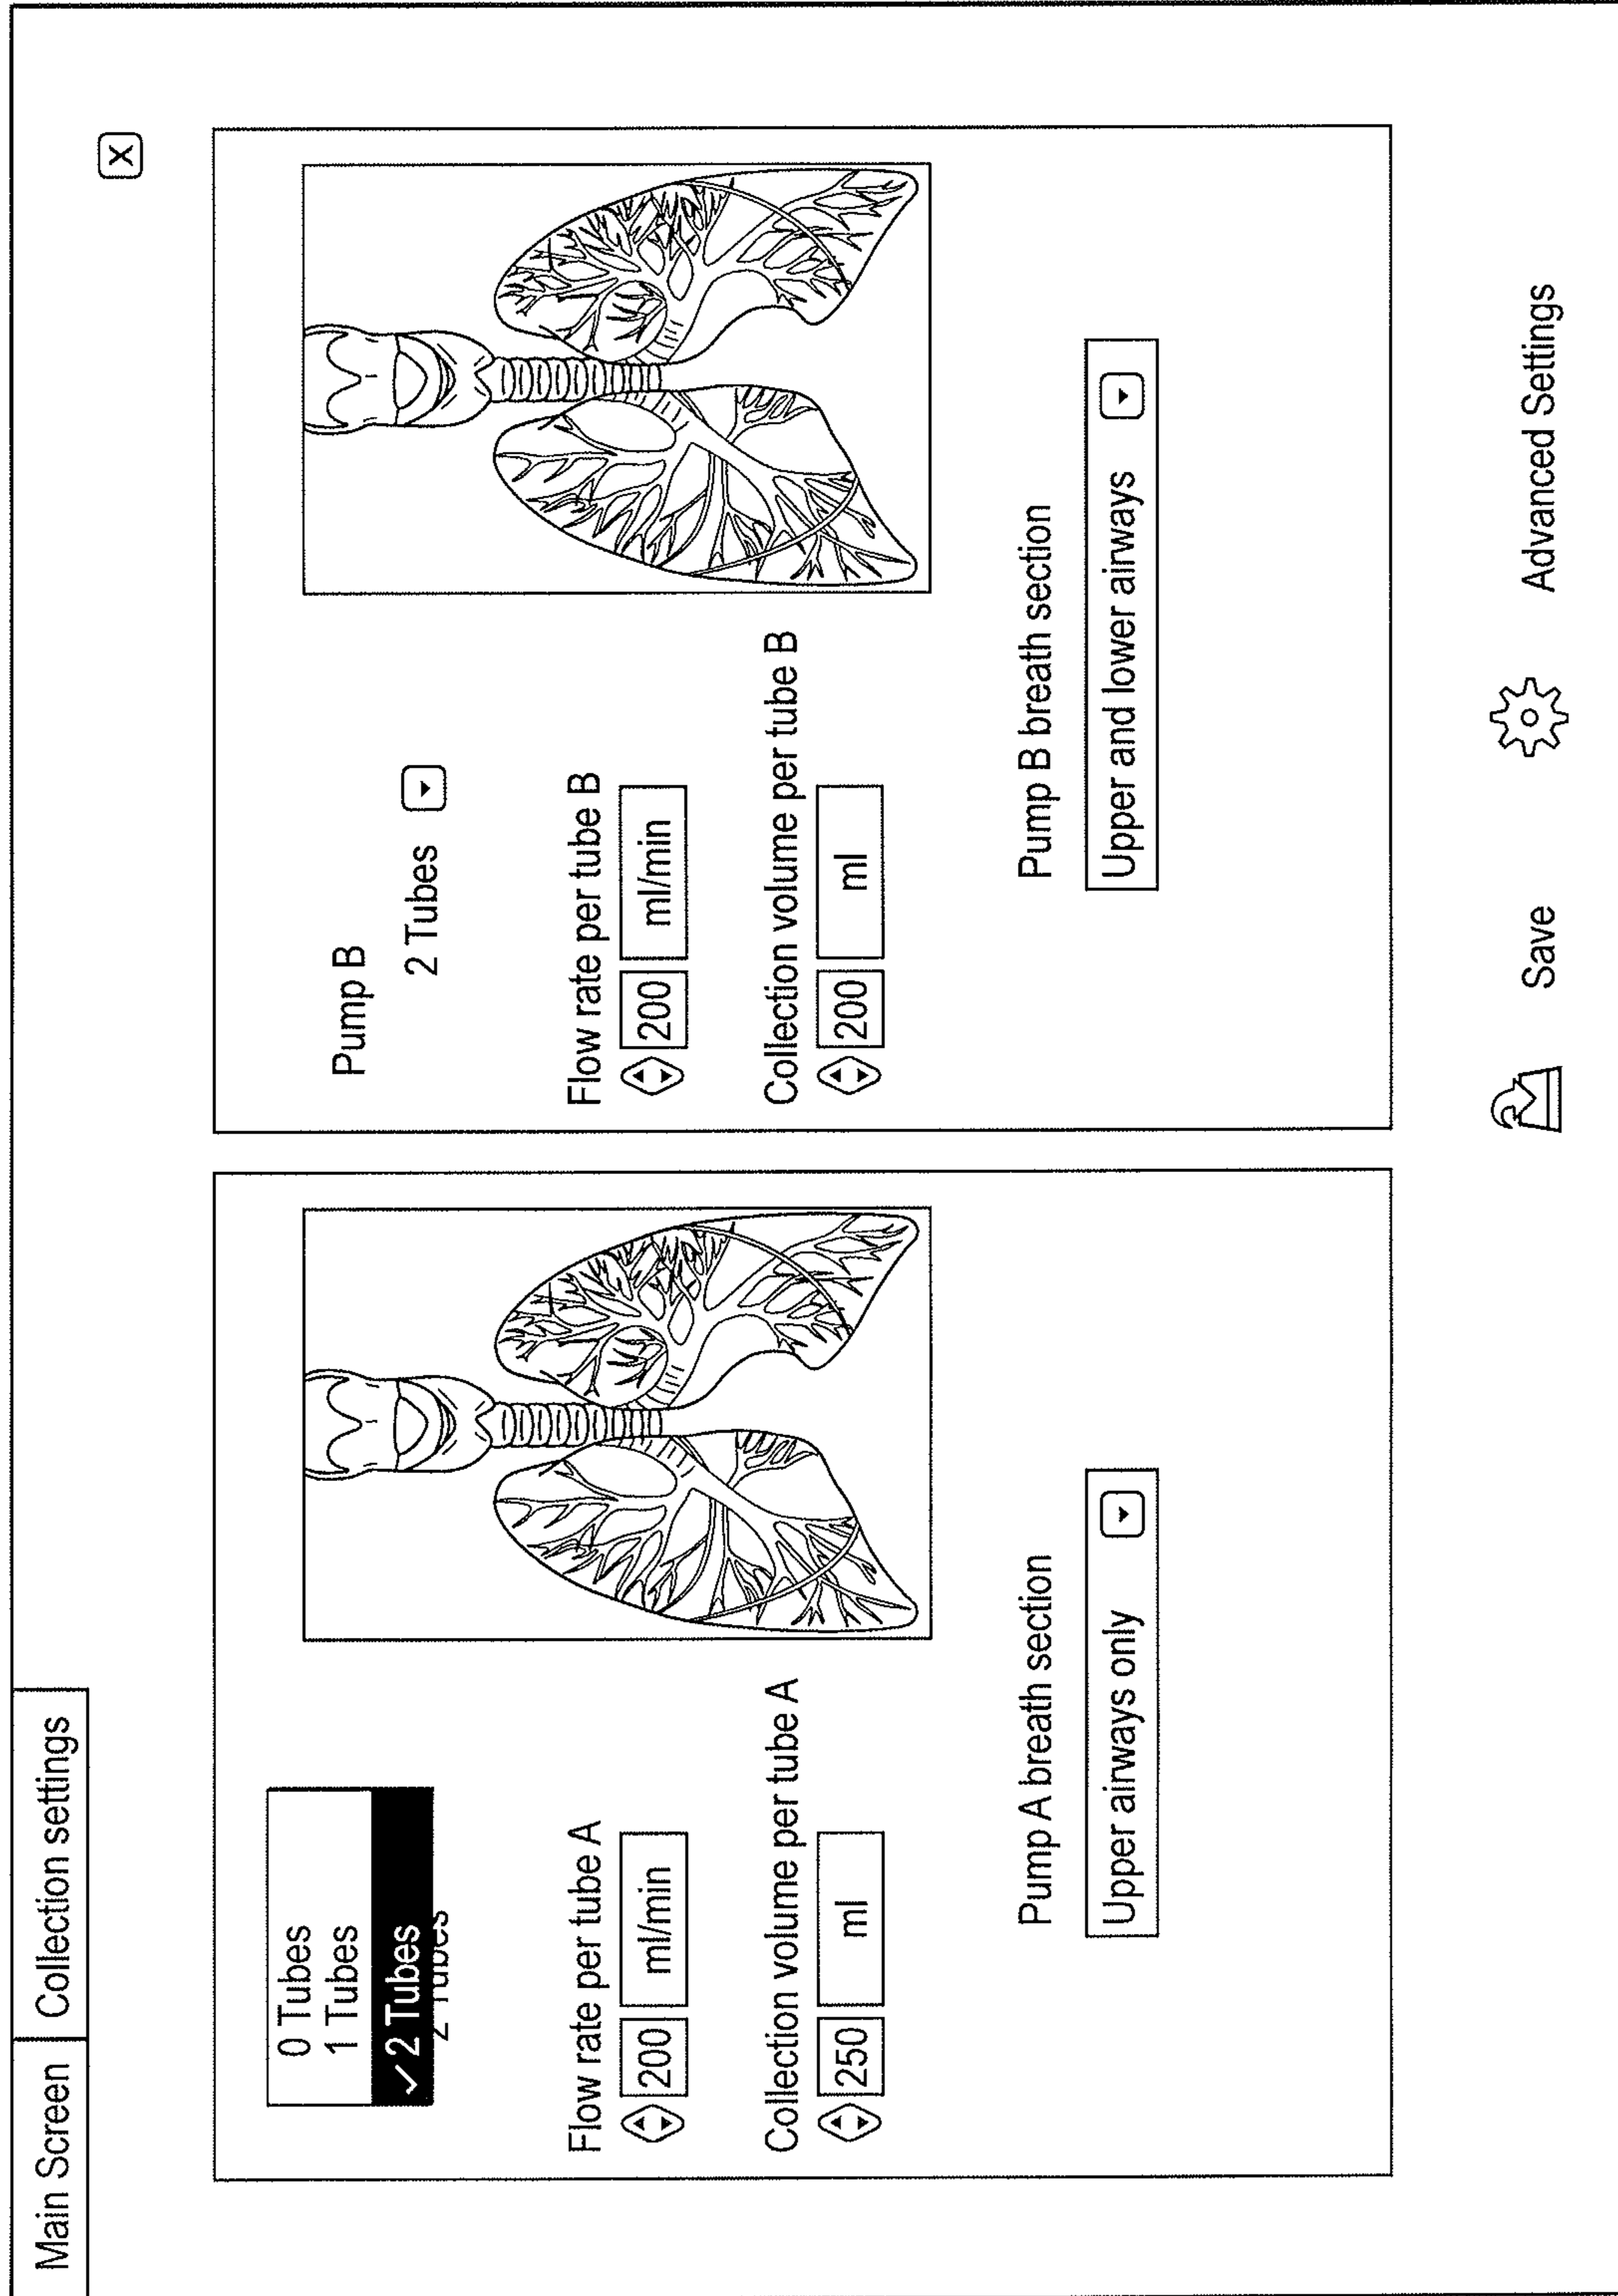 Main Screen
Collection settings
X
0 Tubes
1 Tubes
✓ 2 Tubes
2 Tubes
Flow rate per tube A
200 ml/min
Collection volume per tube A
250 ml
Pump A breath section
Upper airways only
Pump B
2 Tubes
Flow rate per tube B
200 ml/min
Collection volume per tube B
200 ml
Pump B breath section
Upper and lower airways
Save
Advanced Settings